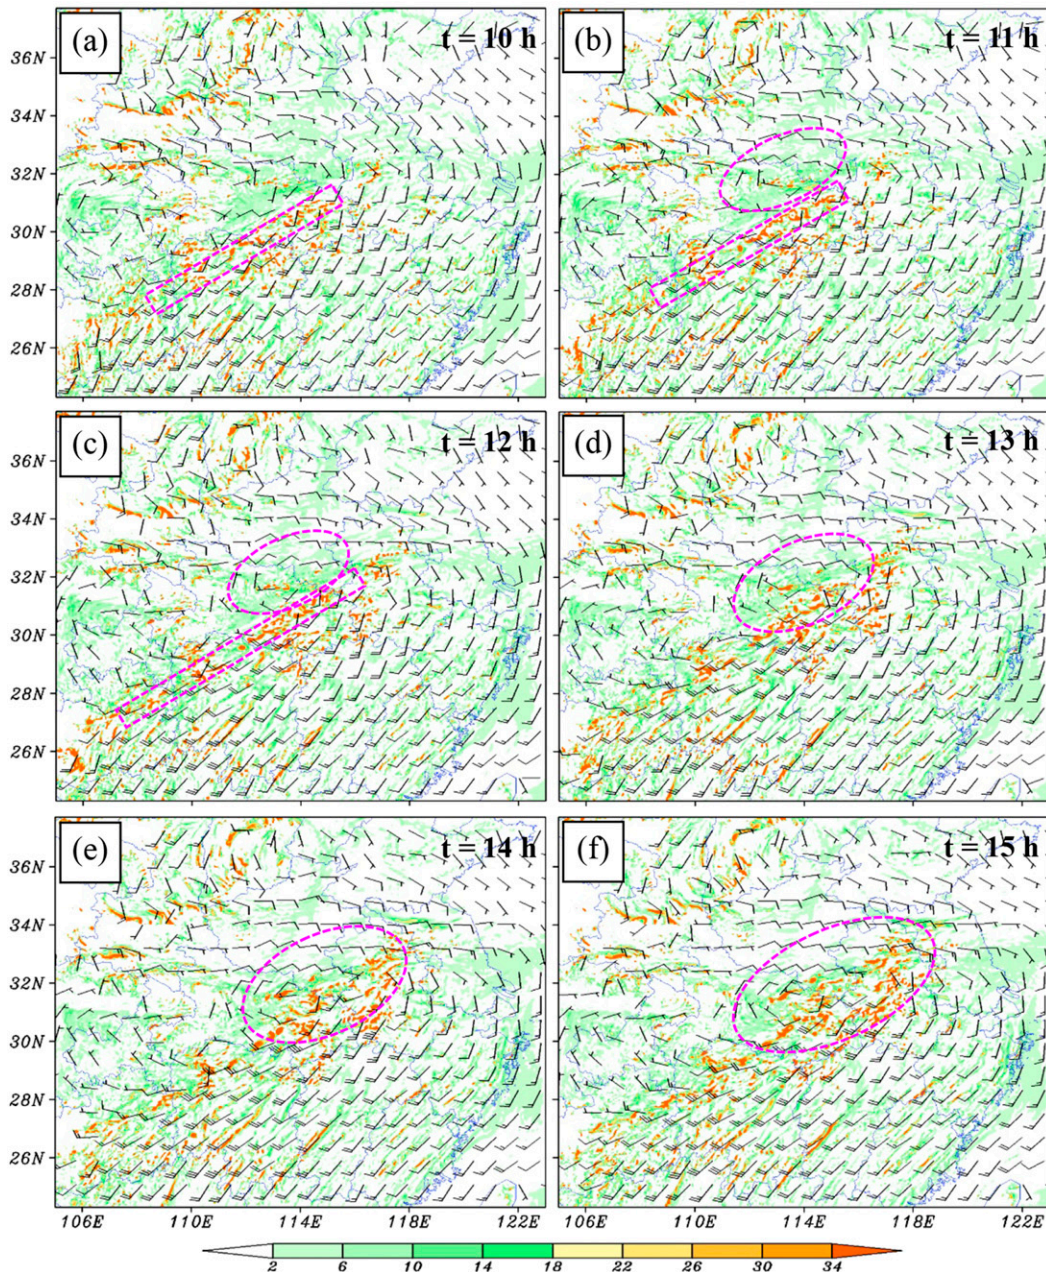 (a) t = 10 h
(b) t = 11 h
36N
34N
32N
30N
28N
26N
(c) t = 12 h
(d) t = 13 h
36N
34N
32N
30N
28N
26N
(e) t = 14 h
(f) t = 15 h
36N
34N
32N
30N
28N
26N
106E 110E 114E 118E 122E
106E 110E 114E 118E 122E
2 6 10 14 18 22 26 30 34